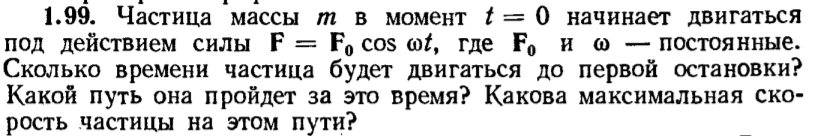 1.99. Частица массы m в момент t = 0 начинает двигаться
под действием силы F = F₀ cos ωt, где F₀ и ω — постоянные.
Сколько времени частица будет двигаться до первой остановки?
Какой путь она пройдет за это время? Какова максимальная ско-
рость частицы на этом пути?